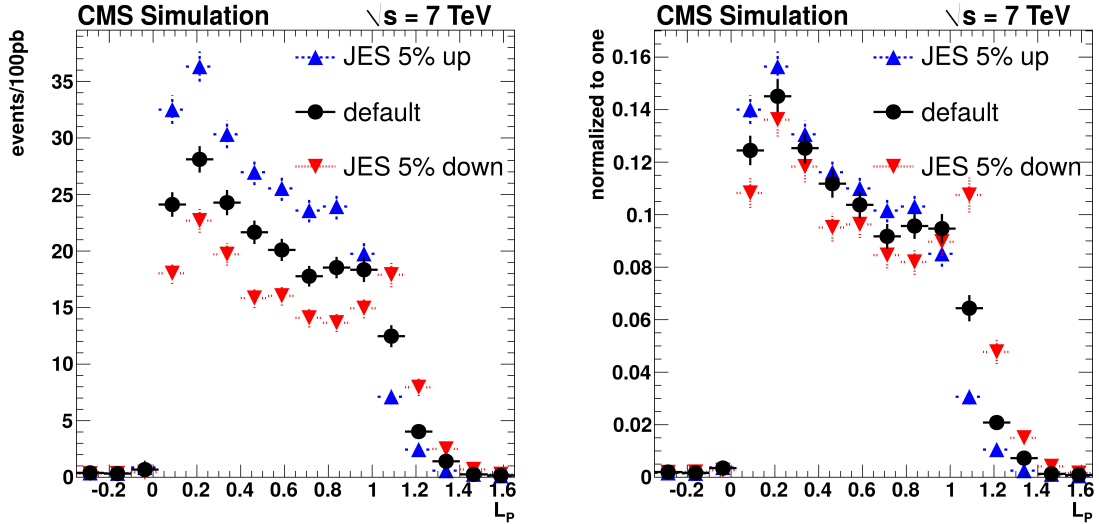 CMS Simulation √s = 7 TeV
events/100pb
JES 5% up
default
JES 5% down
35
30
25
20
15
10
5
0
-0.2 0 0.2 0.4 0.6 0.8 1 1.2 1.4 1.6
L_P
CMS Simulation √s = 7 TeV
normalized to one
JES 5% up
default
JES 5% down
0.16
0.14
0.12
0.1
0.08
0.06
0.04
0.02
0
-0.2 0 0.2 0.4 0.6 0.8 1 1.2 1.4 1.6
L_P